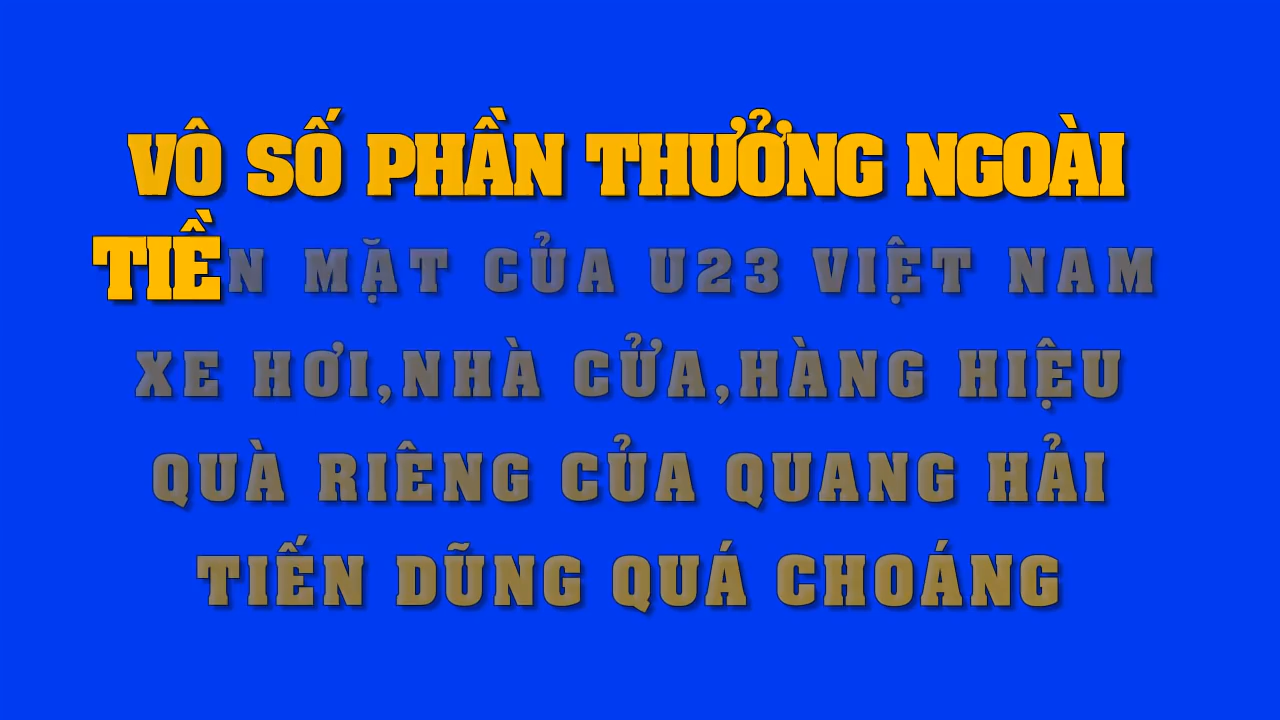 VÔ SỐ PHẦN THƯỞNG NGOÀI
TIỀN MẶT CỦA U23 VIỆT NAM
XE HƠI,NHÀ CỬA,HÀNG HIỆU
QUÀ RIÊNG CỦA QUANG HẢI
TIẾN DŨNG QUÁ CHOÁNG